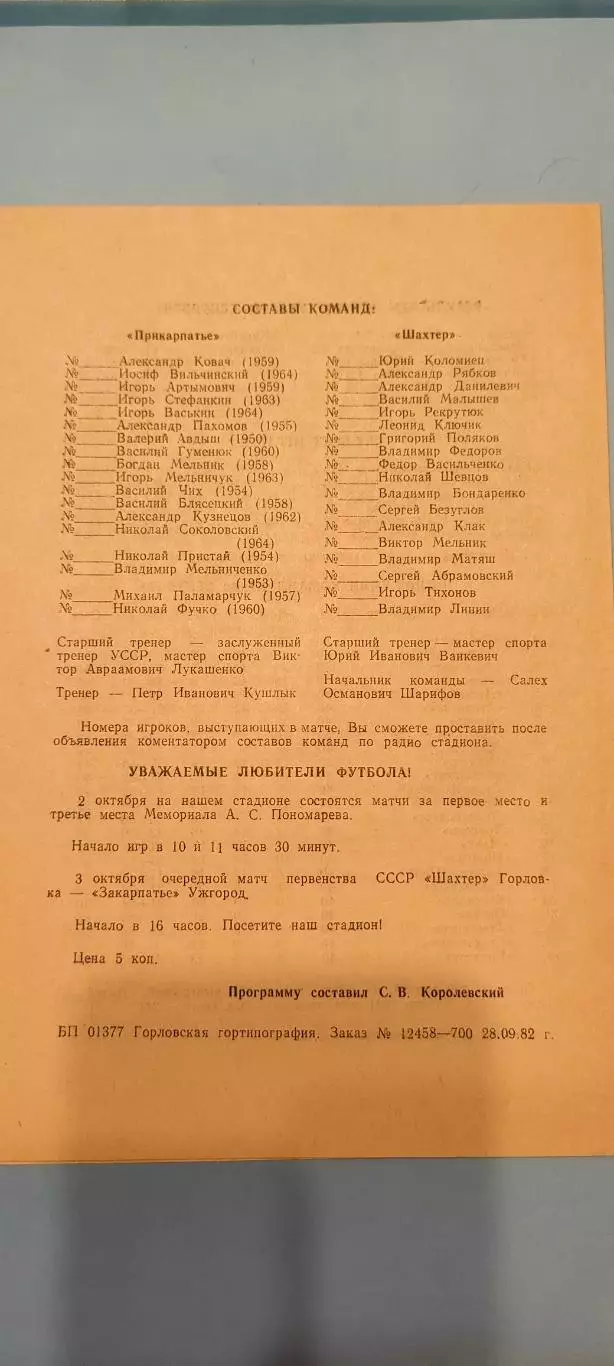 СОСТАВЫ КОМАНД:
«Прикарпатье»
№ Александр Ковач (1959)
№ Иосиф Вильчинский (1964)
№ Игорь Артымович (1959)
№ Игорь Стефанкин (1963)
№ Игорь Васькин (1964)
№ Александр Пахомов (1955)
№ Валерий Авдыш (1950)
№ Василий Гуменюк (1960)
№ Богдан Мельник (1958)
№ Игорь Мельничук (1963)
№ Василий Чих (1954)
№ Василий Блясецкий (1958)
№ Александр Кузнецов (1962)
№ Николай Соколовский
(1964)
№ Николай Пристай (1954)
№ Владимир Мельниченко
(1953)
№ Михаил Паламарчук (1957)
№ Николай Фучко (1960)
Старший тренер — заслуженный
тренер УССР, мастер спорта Вик-
тор Авраамович Лукашенко
Тренер — Петр Иванович Кушлык
«Шахтер»
№ Юрий Коломиец
№ Александр Рябков
№ Александр Данилевич
№ Василий Малышев
№ Игорь Рекрутюк
№ Леонид Ключик
№ Григорий Поляков
№ Владимир Федоров
№ Федор Васильченко
№ Николай Шевцов
№ Владимир Бондаренко
№ Сергей Безуглов
№ Александр Клак
№ Виктор Мельник
№ Владимир Матяш
№ Сергей Абрамовский
№ Игорь Тихонов
№ Владимир Линин
Старший тренер — мастер спорта
Юрий Иванович Ванкевич
Начальник команды — Салех
Османович Шарифов
Номера игроков, выступающих в матче, Вы сможете проставить после
объявления коментатором составов команд по радио стадиона.
УВАЖАЕМЫЕ ЛЮБИТЕЛИ ФУТБОЛА!
2 октября на нашем стадионе состоятся матчи за первое место и
третье места Мемориала А. С. Пономарева.
Начало игр в 10 и 11 часов 30 минут.
3 октября очередной матч первенства СССР «Шахтер» Горлов-
ка — «Закарпатье» Ужгород.
Начало в 16 часов. Посетите наш стадион!
Цена 5 коп.
Программу составил С. В. Королевский
БП 01377 Горловская гортипография. Заказ № 12458—700 28.09.82 г.